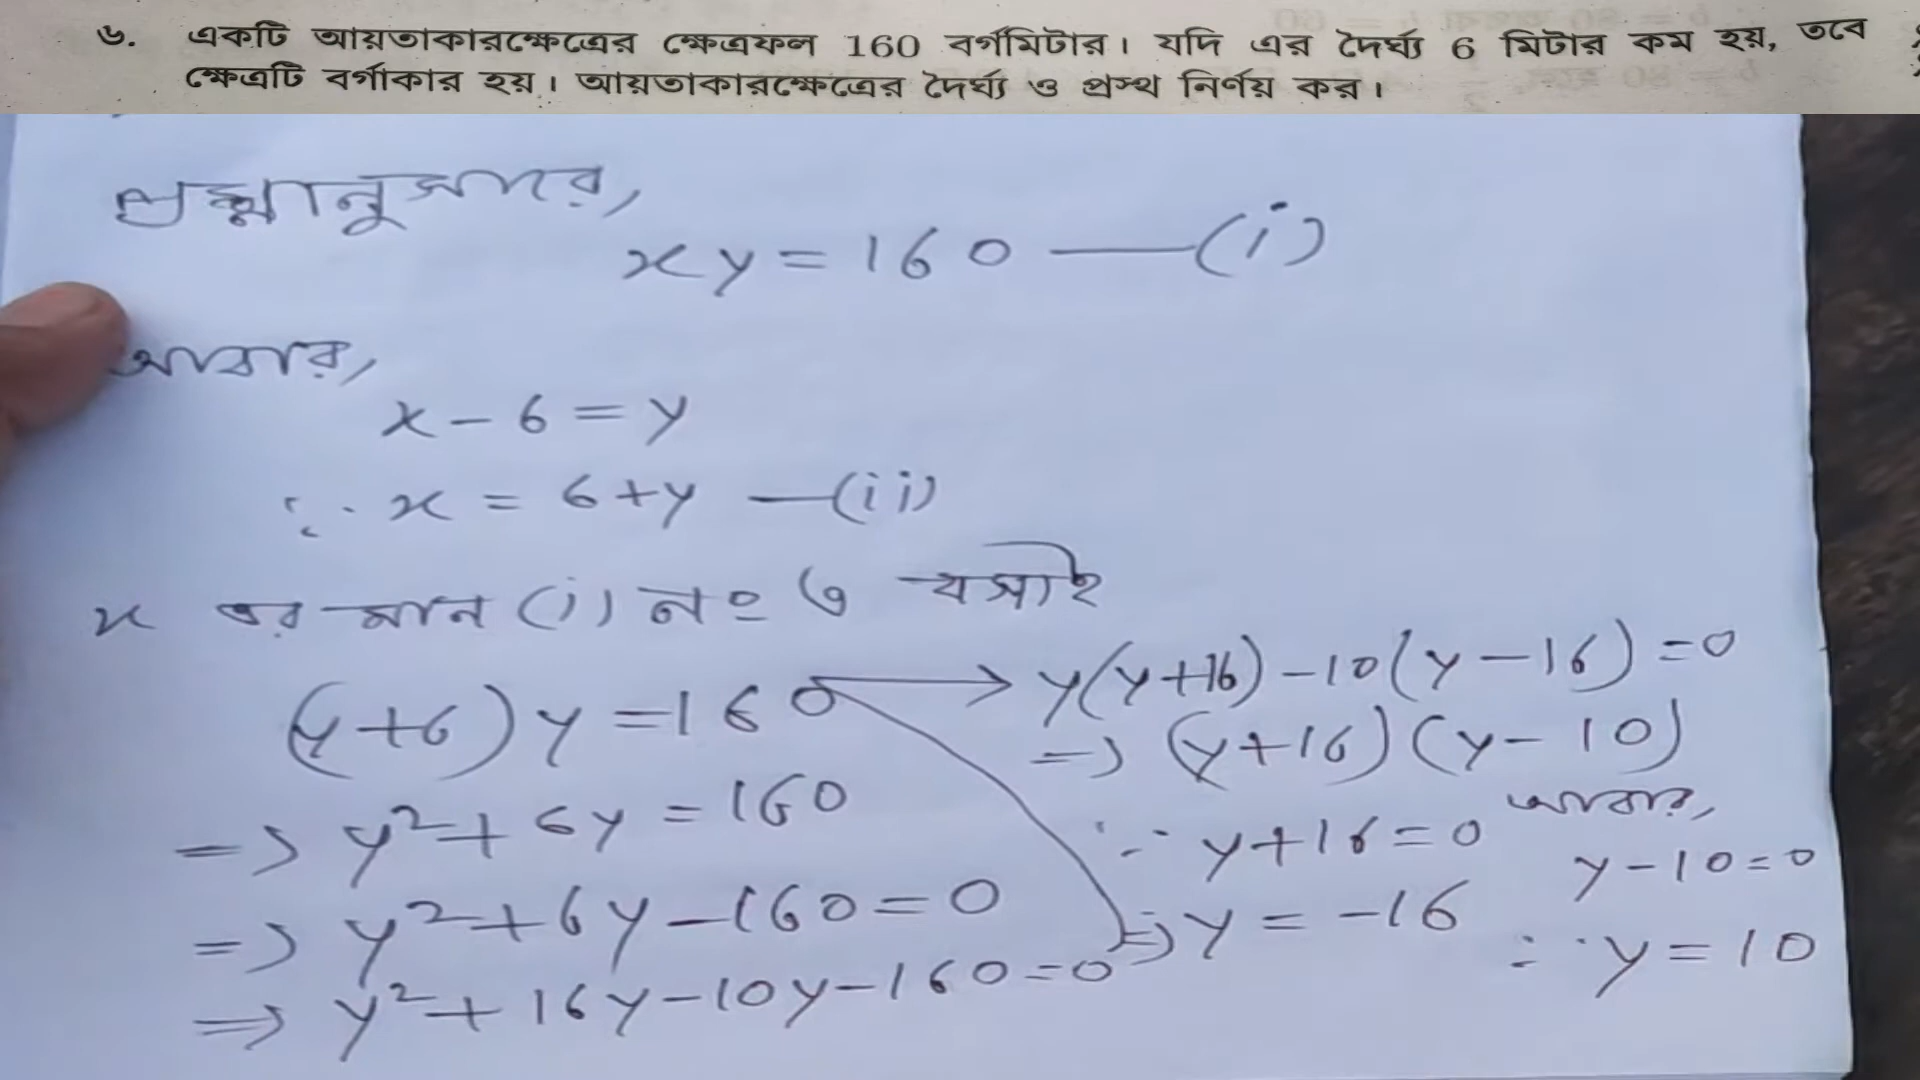 ৬. একটি আয়তাকারক্ষেত্রের ক্ষেত্রফল 160 বর্গমিটার। যদি এর দৈর্ঘ্য 6 মিটার কম হয়, তবে
ক্ষেত্রটি বর্গাকার হয়। আয়তাকারক্ষেত্রের দৈর্ঘ্য ও প্রস্থ নির্ণয় কর।
প্রশ্নানুসারে,
xy = 160 —(i)
আবার,
x - 6 = y
∴ x = 6+y —(ii)
x এর মান (i) নং এ বসাই
(y+6) y = 160
=> y²+ 6y = 160
=> y²+6y-160=0
=> y²+16y-10y-160=0
y(y+16)-10(y-16)=0
=> (y+16)(y-10)
∴ y+16=0
=> y = -16
আবার,
y-10=0
∴ y = 10